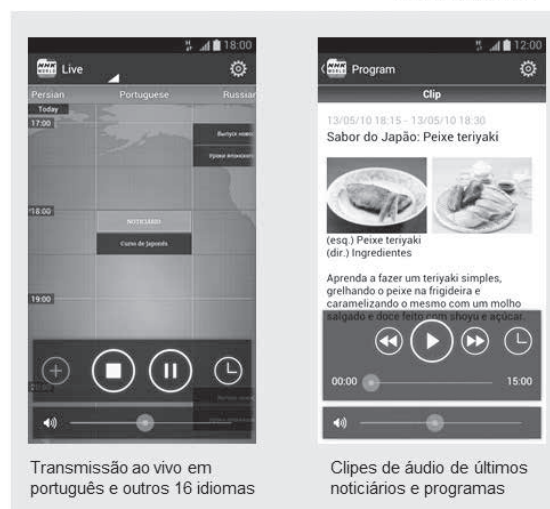 18:00
NHK WORLD Live
Persian Portuguese Russian
Today
17:00
18:00
NOTICIÁRIO
Curso de Japonês
19:00
Transmissão ao vivo em
português e outros 16 idiomas
12:00
NHK WORLD Program
Clip
13/05/10 18:15 - 13/05/10 18:30
Sabor do Japão: Peixe teriyaki
(esq.) Peixe teriyaki
(dir.) Ingredientes
Aprenda a fazer um teriyaki simples,
grelhando o peixe na frigideira e
caramelizando o mesmo com um molho
salgado e doce feito com shoyu e açúcar.
00:00 15:00
Clipes de áudio de últimos
noticiários e programas